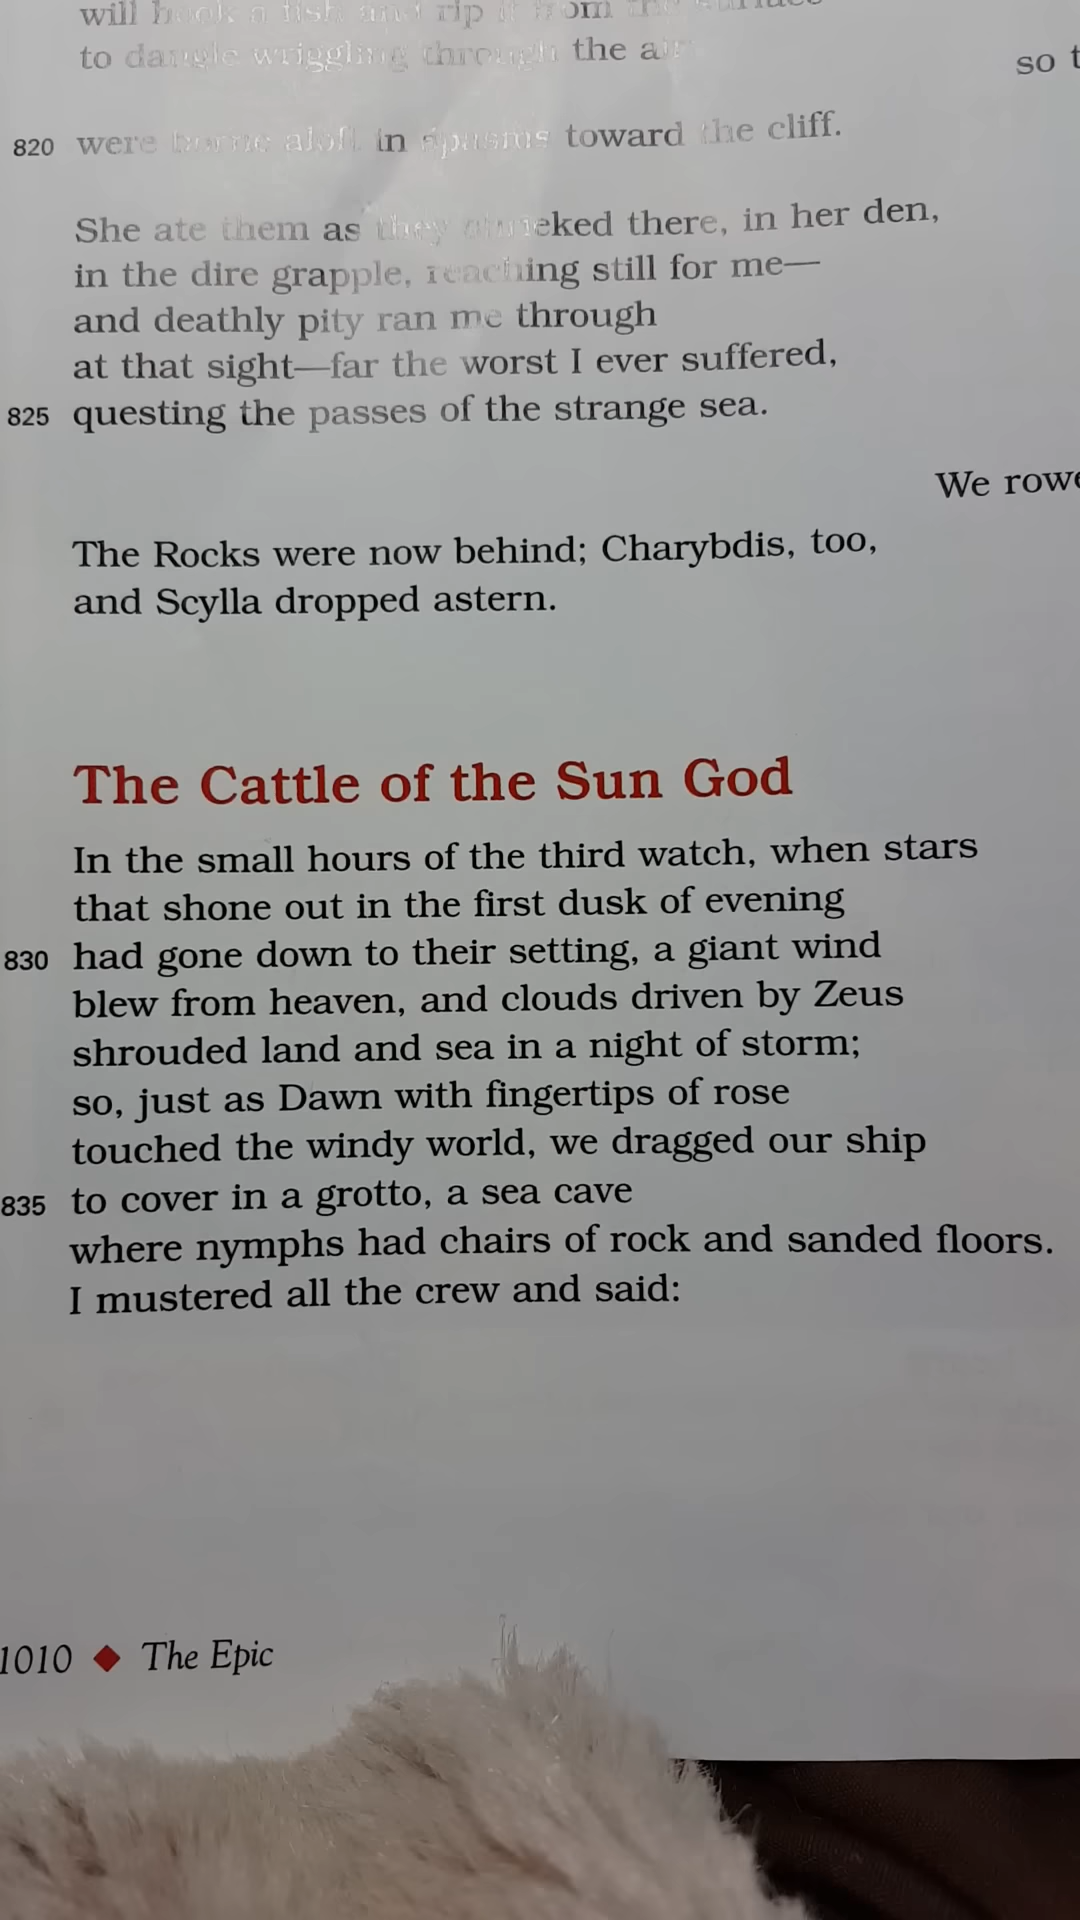 will hook a fish and rip it from the surface
to dangle wriggling through the air
so t
820 were borne aloft in spasms toward the cliff.
She ate them as they shrieked there, in her den,
in the dire grapple, reaching still for me—
and deathly pity ran me through
at that sight—far the worst I ever suffered,
825 questing the passes of the strange sea.
We rowe
The Rocks were now behind; Charybdis, too,
and Scylla dropped astern.
The Cattle of the Sun God
In the small hours of the third watch, when stars
that shone out in the first dusk of evening
830 had gone down to their setting, a giant wind
blew from heaven, and clouds driven by Zeus
shrouded land and sea in a night of storm;
so, just as Dawn with fingertips of rose
touched the windy world, we dragged our ship
835 to cover in a grotto, a sea cave
where nymphs had chairs of rock and sanded floors.
I mustered all the crew and said:
1010 ◆ The Epic